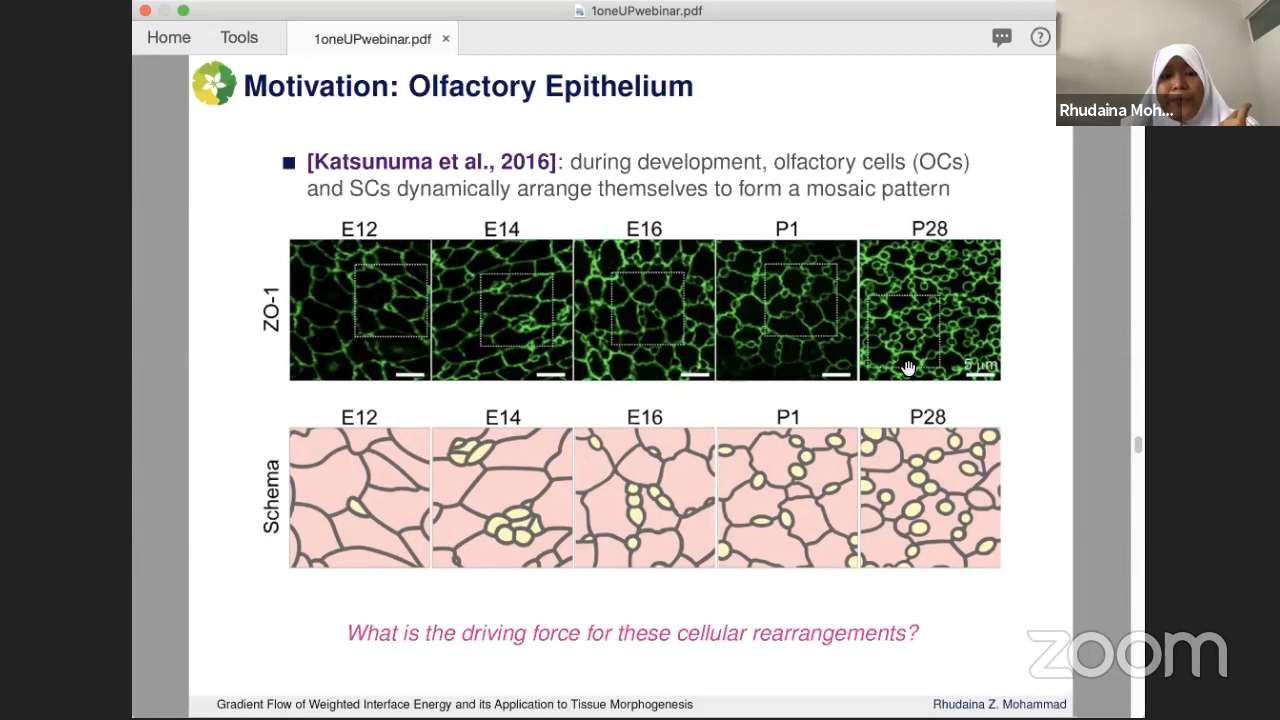 1oneUPwebinar.pdf
Home
Tools
1oneUPwebinar.pdf ×
?
Rhudaina Moh...
Motivation: Olfactory Epithelium
[Katsunuma et al., 2016]: during development, olfactory cells (OCs)
and SCs dynamically arrange themselves to form a mosaic pattern
E12 E14 E16 P1 P28
ZO-1
5 μm
E12 E14 E16 P1 P28
Schema
What is the driving force for these cellular rearrangements?
zoom
Gradient Flow of Weighted Interface Energy and its Application to Tissue Morphogenesis
Rhudaina Z. Mohammad